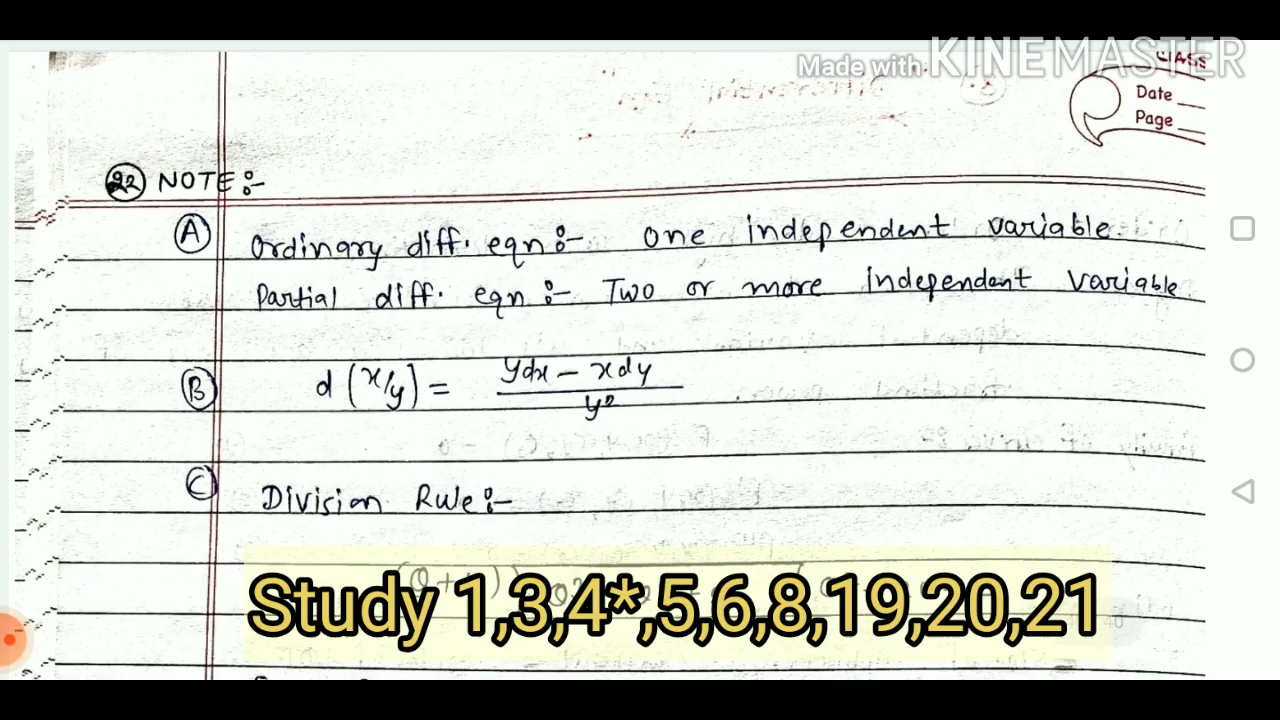 Made with KINEMASTER
CLASS
Date
Page
22 NOTE :-
A Ordinary diff. eqn :- One independent variable.
Partial diff. eqn :- Two or more independent variable.
B d (x/y) = ydx - xdy / y²
C Division Rule :-
Study 1,3,4*,5,6,8,19,20,21